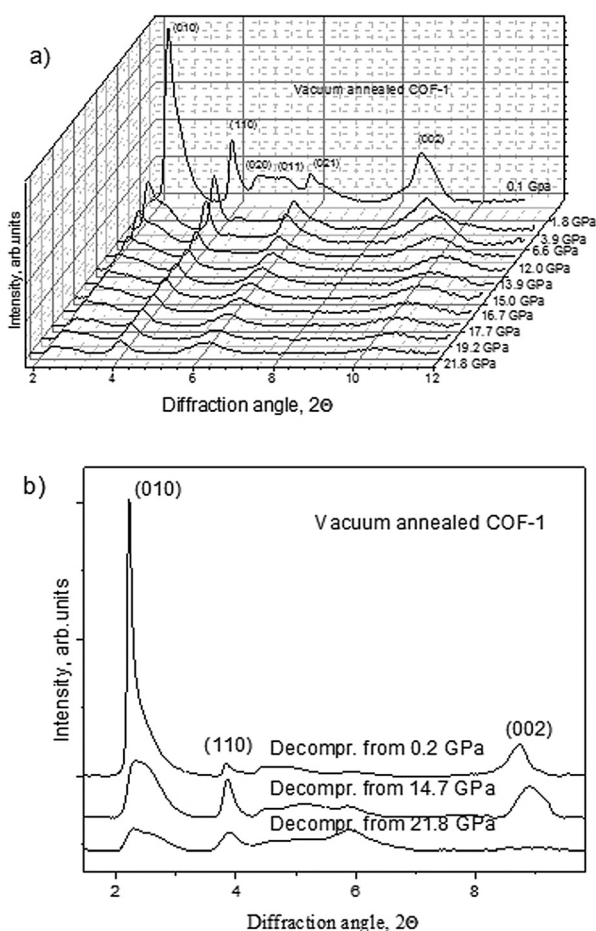 a)
(010)
Vacuum annealed COF-1
(110)
(020)
(011)
(021)
(002)
0.1 Gpa
1.8 GPa
3.9 GPa
6.6 GPa
12.0 GPa
13.9 GPa
15.0 GPa
16.7 GPa
17.7 GPa
19.2 GPa
21.8 GPa
Intensity, arb.units
2 4 6 8 10 12
Diffraction angle, 2Θ
b)
(010)
Vacuum annealed COF-1
Intensity, arb.units
(110)
(002)
Decompr. from 0.2 GPa
Decompr. from 14.7 GPa
Decompr. from 21.8 GPa
2 4 6 8
Diffraction angle, 2Θ